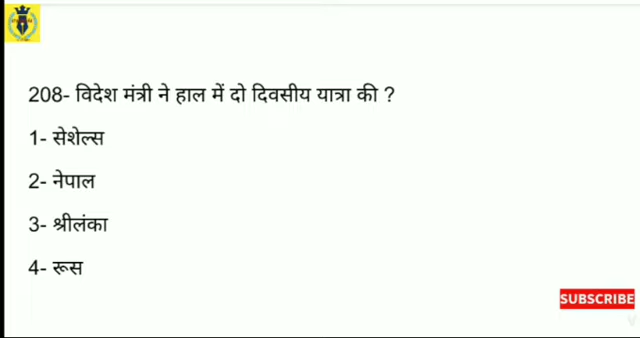 208- विदेश मंत्री ने हाल में दो दिवसीय यात्रा की ?
1- सेशेल्स
2- नेपाल
3- श्रीलंका
4- रूस
SUBSCRIBE